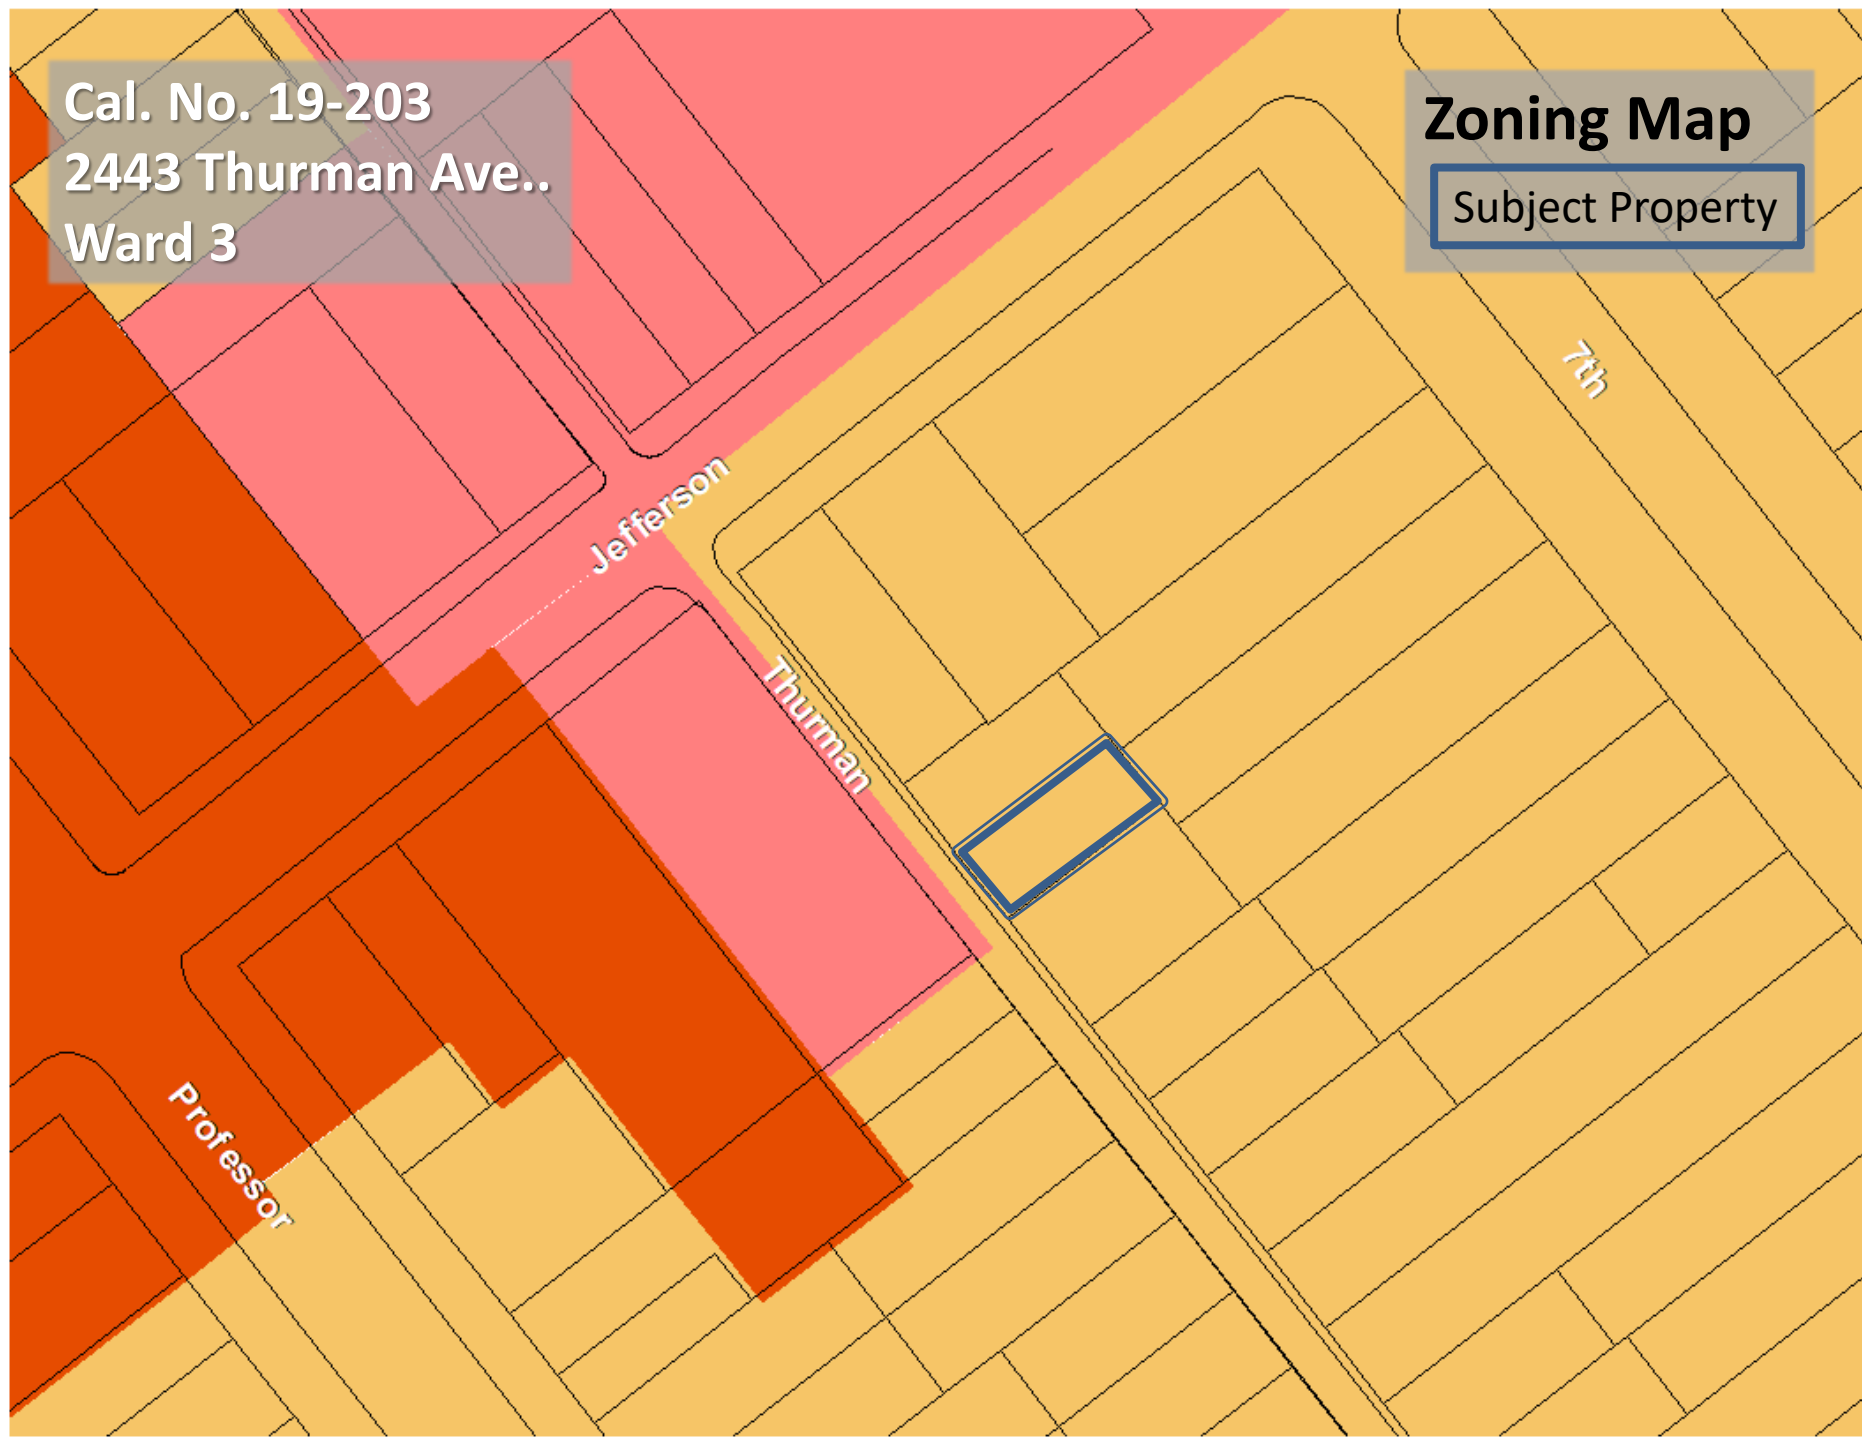 Cal. No. 19-203
2443 Thurman Ave..
Ward 3
Zoning Map
Subject Property
7th
Jefferson
Thurman
Professor